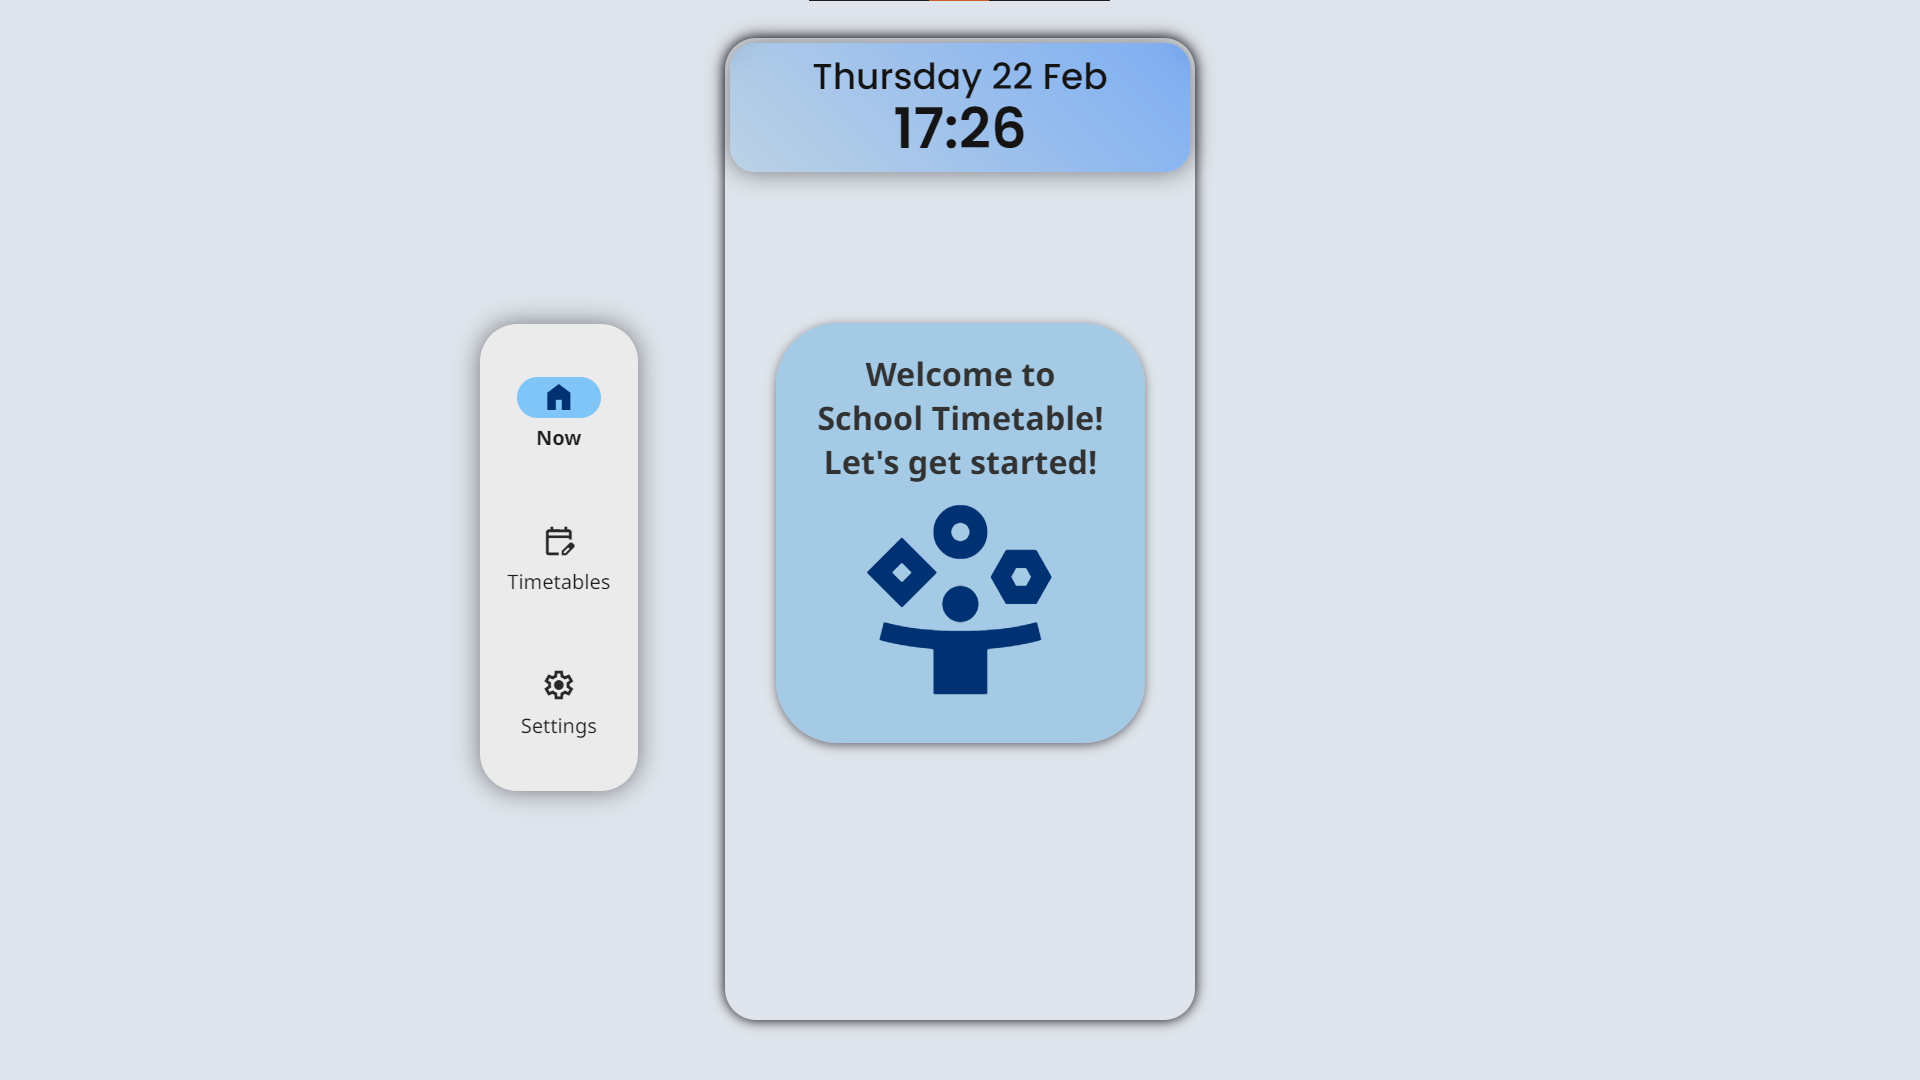 Thursday 22 Feb
17:26
Now
Timetables
Settings
Welcome to
School Timetable!
Let's get started!